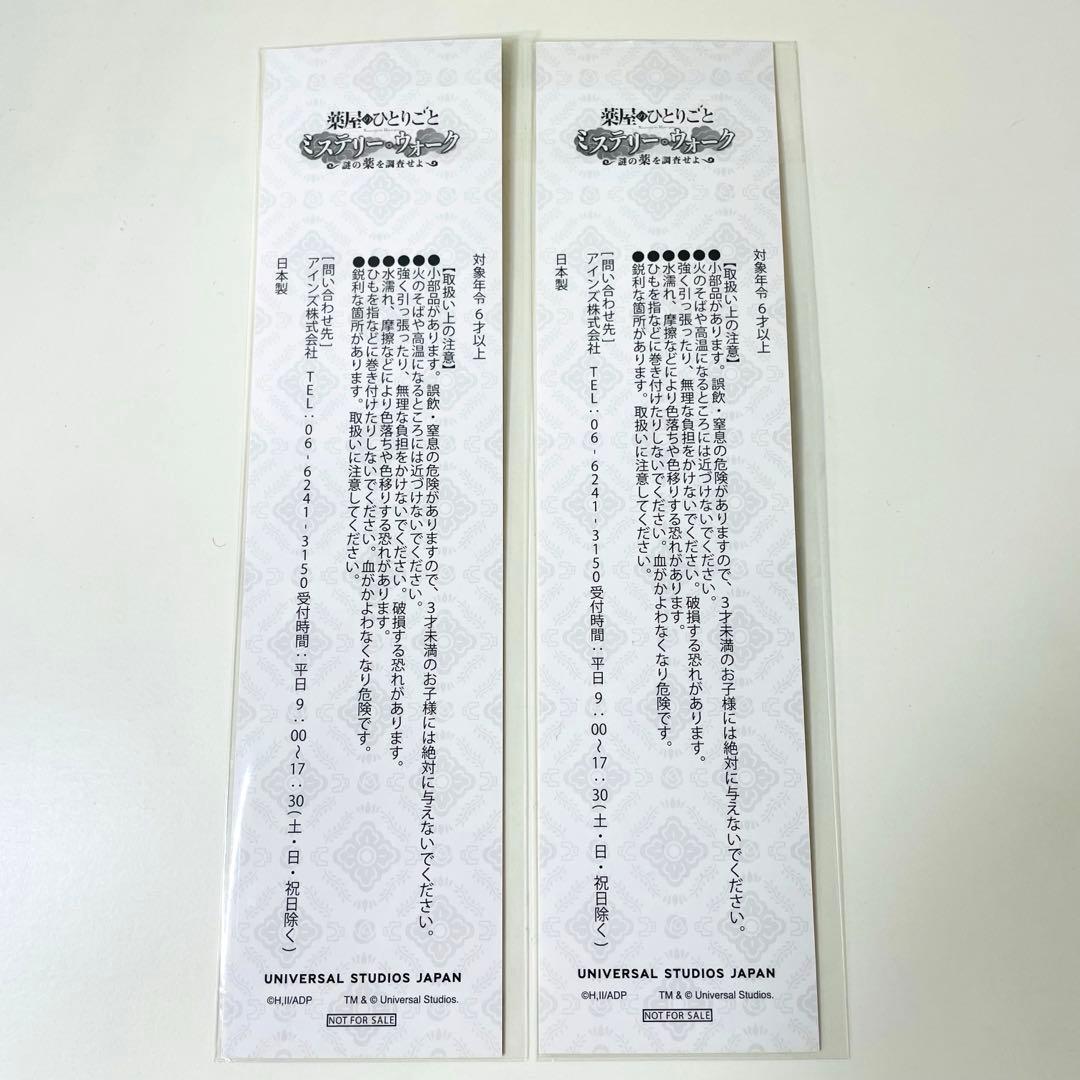 薬屋のひとりごと
ミステリー・ウォーク
～謎の薬を調査せよ～
対象年令 6才以上
【取扱い上の注意】
●小部品があります。誤飲・窒息の危険がありますので、3才未満のお子様には絶対に与えないでください。
●火のそばや高温になるところには近づけないでください。
●強く引っ張ったり、無理な負担をかけないでください。破損する恐れがあります。
●水濡れ、摩擦などにより色落ちや色移りする恐れがあります。
●ひもを指などに巻き付けたりしないでください。血がかよわなくなり危険です。
●鋭利な箇所があります。取扱いに注意してください。
[問い合わせ先]
アインズ株式会社 TEL:06-6241-3150受付時間:平日 9:00～17:30(土・日・祝日除く)
日本製
UNIVERSAL STUDIOS JAPAN
©H,II/ADP TM & © Universal Studios.
NOT FOR SALE
薬屋のひとりごと
ミステリー・ウォーク
～謎の薬を調査せよ～
対象年令 6才以上
【取扱い上の注意】
●小部品があります。誤飲・窒息の危険がありますので、3才未満のお子様には絶対に与えないでください。
●火のそばや高温になるところには近づけないでください。
●強く引っ張ったり、無理な負担をかけないでください。破損する恐れがあります。
●水濡れ、摩擦などにより色落ちや色移りする恐れがあります。
●ひもを指などに巻き付けたりしないでください。血がかよわなくなり危険です。
●鋭利な箇所があります。取扱いに注意してください。
[問い合わせ先]
アインズ株式会社 TEL:06-6241-3150受付時間:平日 9:00～17:30(土・日・祝日除く)
日本製
UNIVERSAL STUDIOS JAPAN
©H,II/ADP TM & © Universal Studios.
NOT FOR SALE